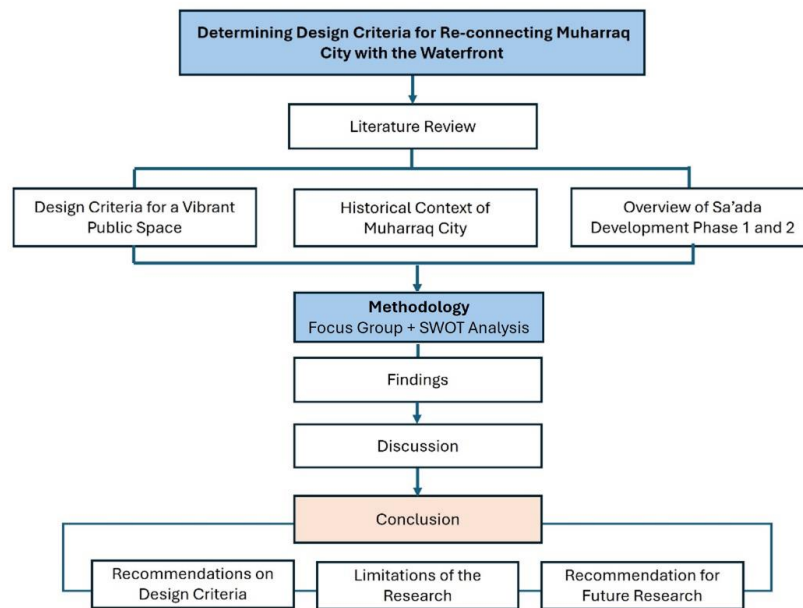 Determining Design Criteria for Re-connecting Muharraq
City with the Waterfront
Literature Review
Design Criteria for a Vibrant
Public Space
Historical Context of
Muharraq City
Overview of Sa’ada
Development Phase 1 and 2
Methodology
Focus Group + SWOT Analysis
Findings
Discussion
Conclusion
Recommendations on
Design Criteria
Limitations of the
Research
Recommendation for
Future Research